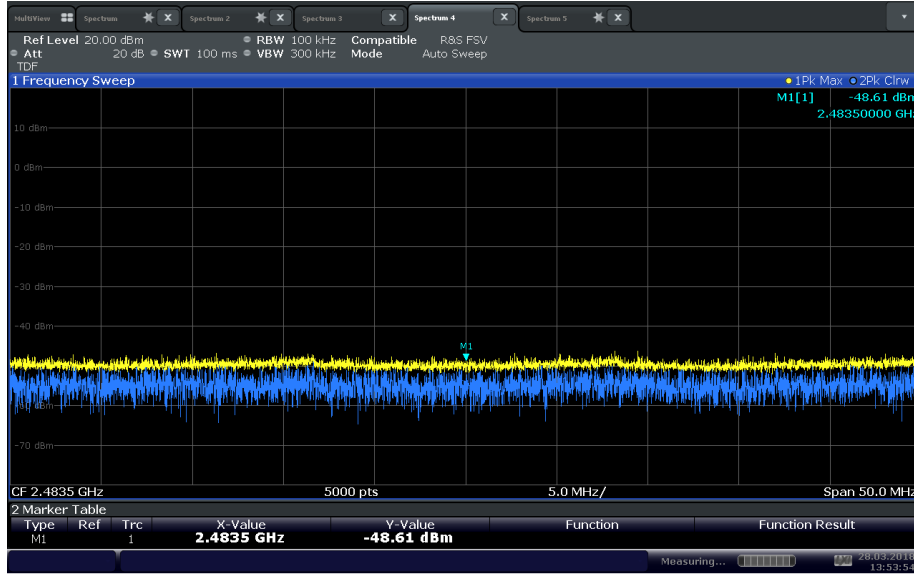 MultiView Spectrum X Spectrum 2 X Spectrum 3 X Spectrum 4 X Spectrum 5 X
Ref Level 20.00 dBm RBW 100 kHz Compatible R&S FSV
Att 20 dB SWT 100 ms VBW 300 kHz Mode Auto Sweep
TDF
1 Frequency Sweep 1Pk Max 2Pk Clrw
M1[1] -48.61 dBm
2.48350000 GHz
10 dBm
0 dBm
-10 dBm
-20 dBm
-30 dBm
-40 dBm
M1
-70 dBm
CF 2.4835 GHz 5000 pts 5.0 MHz/ Span 50.0 MHz
2 Marker Table
Type Ref Trc X-Value Y-Value Function Function Result
M1 1 2.4835 GHz -48.61 dBm
Measuring... 28.03.2018
13:53:54